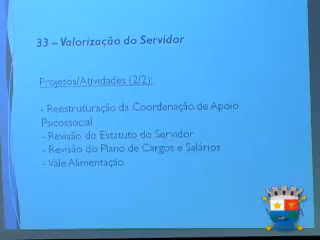 33 – Valorização do Servidor
Projetos/Atividades (2/2):
- Reestruturação da Coordenação de Apoio
Psicossocial
- Revisão do Estatuto do Servidor
- Revisão do Plano de Cargos e Salários
- Vale Alimentação